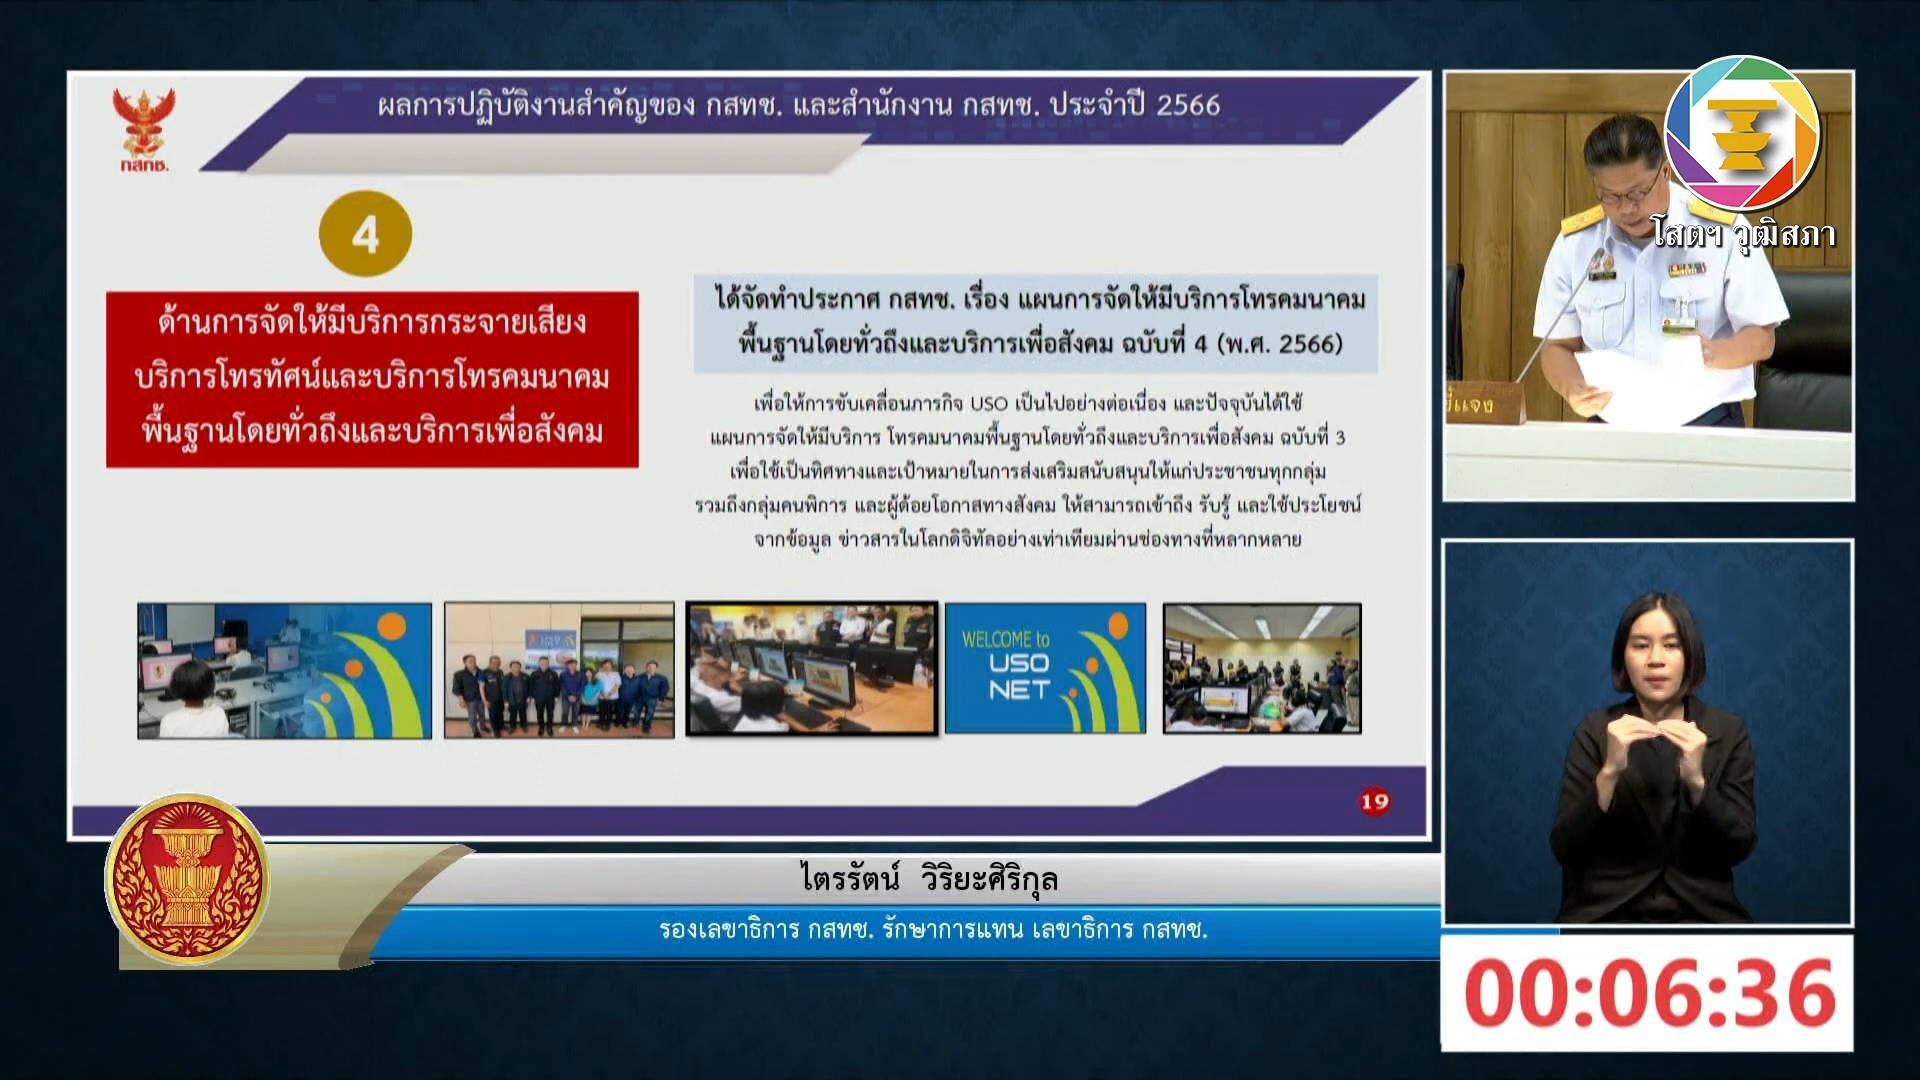 ผลการปฏิบัติงานสำคัญของ กสทช. และสำนักงาน กสทช. ประจำปี 2566
กสทช.
4
ด้านการจัดให้มีบริการกระจายเสียง
บริการโทรทัศน์และบริการโทรคมนาคม
พื้นฐานโดยทั่วถึงและบริการเพื่อสังคม
ได้จัดทำประกาศ กสทช. เรื่อง แผนการจัดให้มีบริการโทรคมนาคม
พื้นฐานโดยทั่วถึงและบริการเพื่อสังคม ฉบับที่ 4 (พ.ศ. 2566)
เพื่อให้การขับเคลื่อนภารกิจ USO เป็นไปอย่างต่อเนื่อง และปัจจุบันได้ใช้
แผนการจัดให้มีบริการ โทรคมนาคมพื้นฐานโดยทั่วถึงและบริการเพื่อสังคม ฉบับที่ 3
เพื่อใช้เป็นทิศทางและเป้าหมายในการส่งเสริมสนับสนุนให้แก่ประชาชนทุกกลุ่ม
รวมถึงกลุ่มคนพิการ และผู้ด้อยโอกาสทางสังคม ให้สามารถเข้าถึง รับรู้ และใช้ประโยชน์
จากข้อมูล ข่าวสารในโลกดิจิทัลอย่างเท่าเทียมผ่านช่องทางที่หลากหลาย
WELCOME to
USO
NET
19
โสตฯ วุฒิสภา
ชี้แจง
ไตรรัตน์ วิริยะศิริกุล
รองเลขาธิการ กสทช. รักษาการแทน เลขาธิการ กสทช.
00:06:36